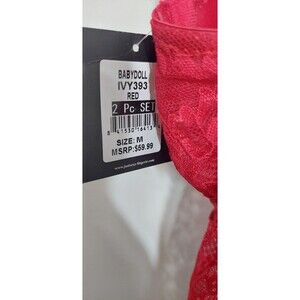 BABYDOLL
IVY393
RED
2 Pc SET
SIZE: M
MSRP: $59.99